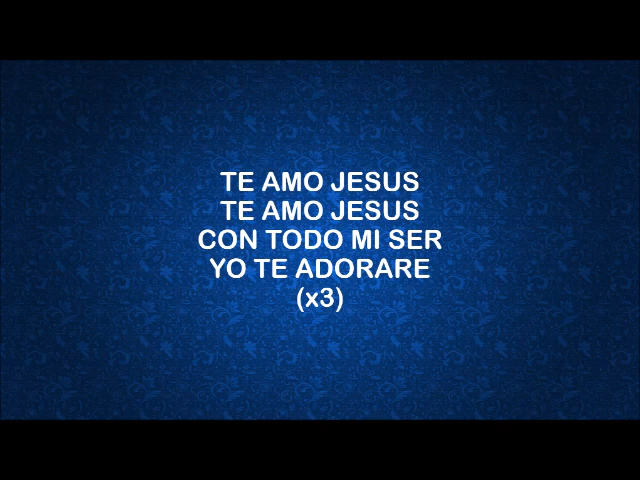 TE AMO JESUS
TE AMO JESUS
CON TODO MI SER
YO TE ADORARE
(x3)